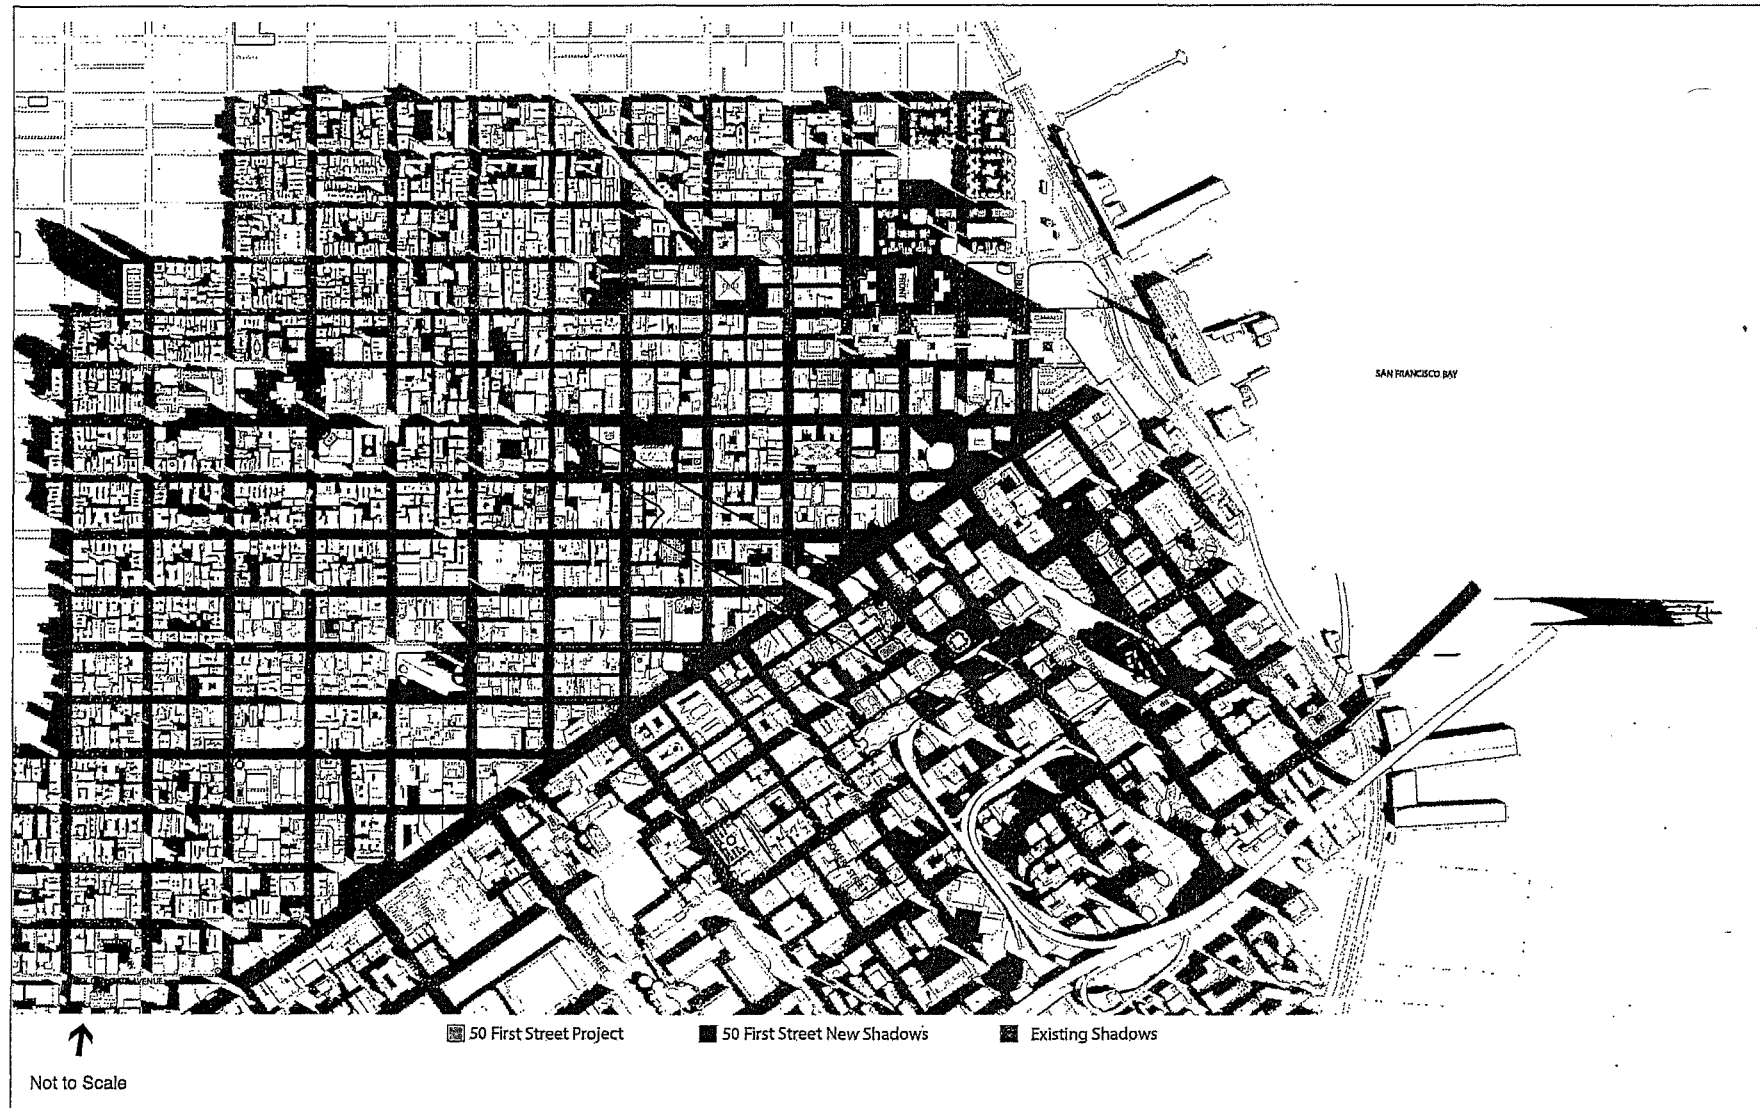 SAN FRANCISCO BAY
50 First Street Project
50 First Street New Shadows
Existing Shadows
Not to Scale